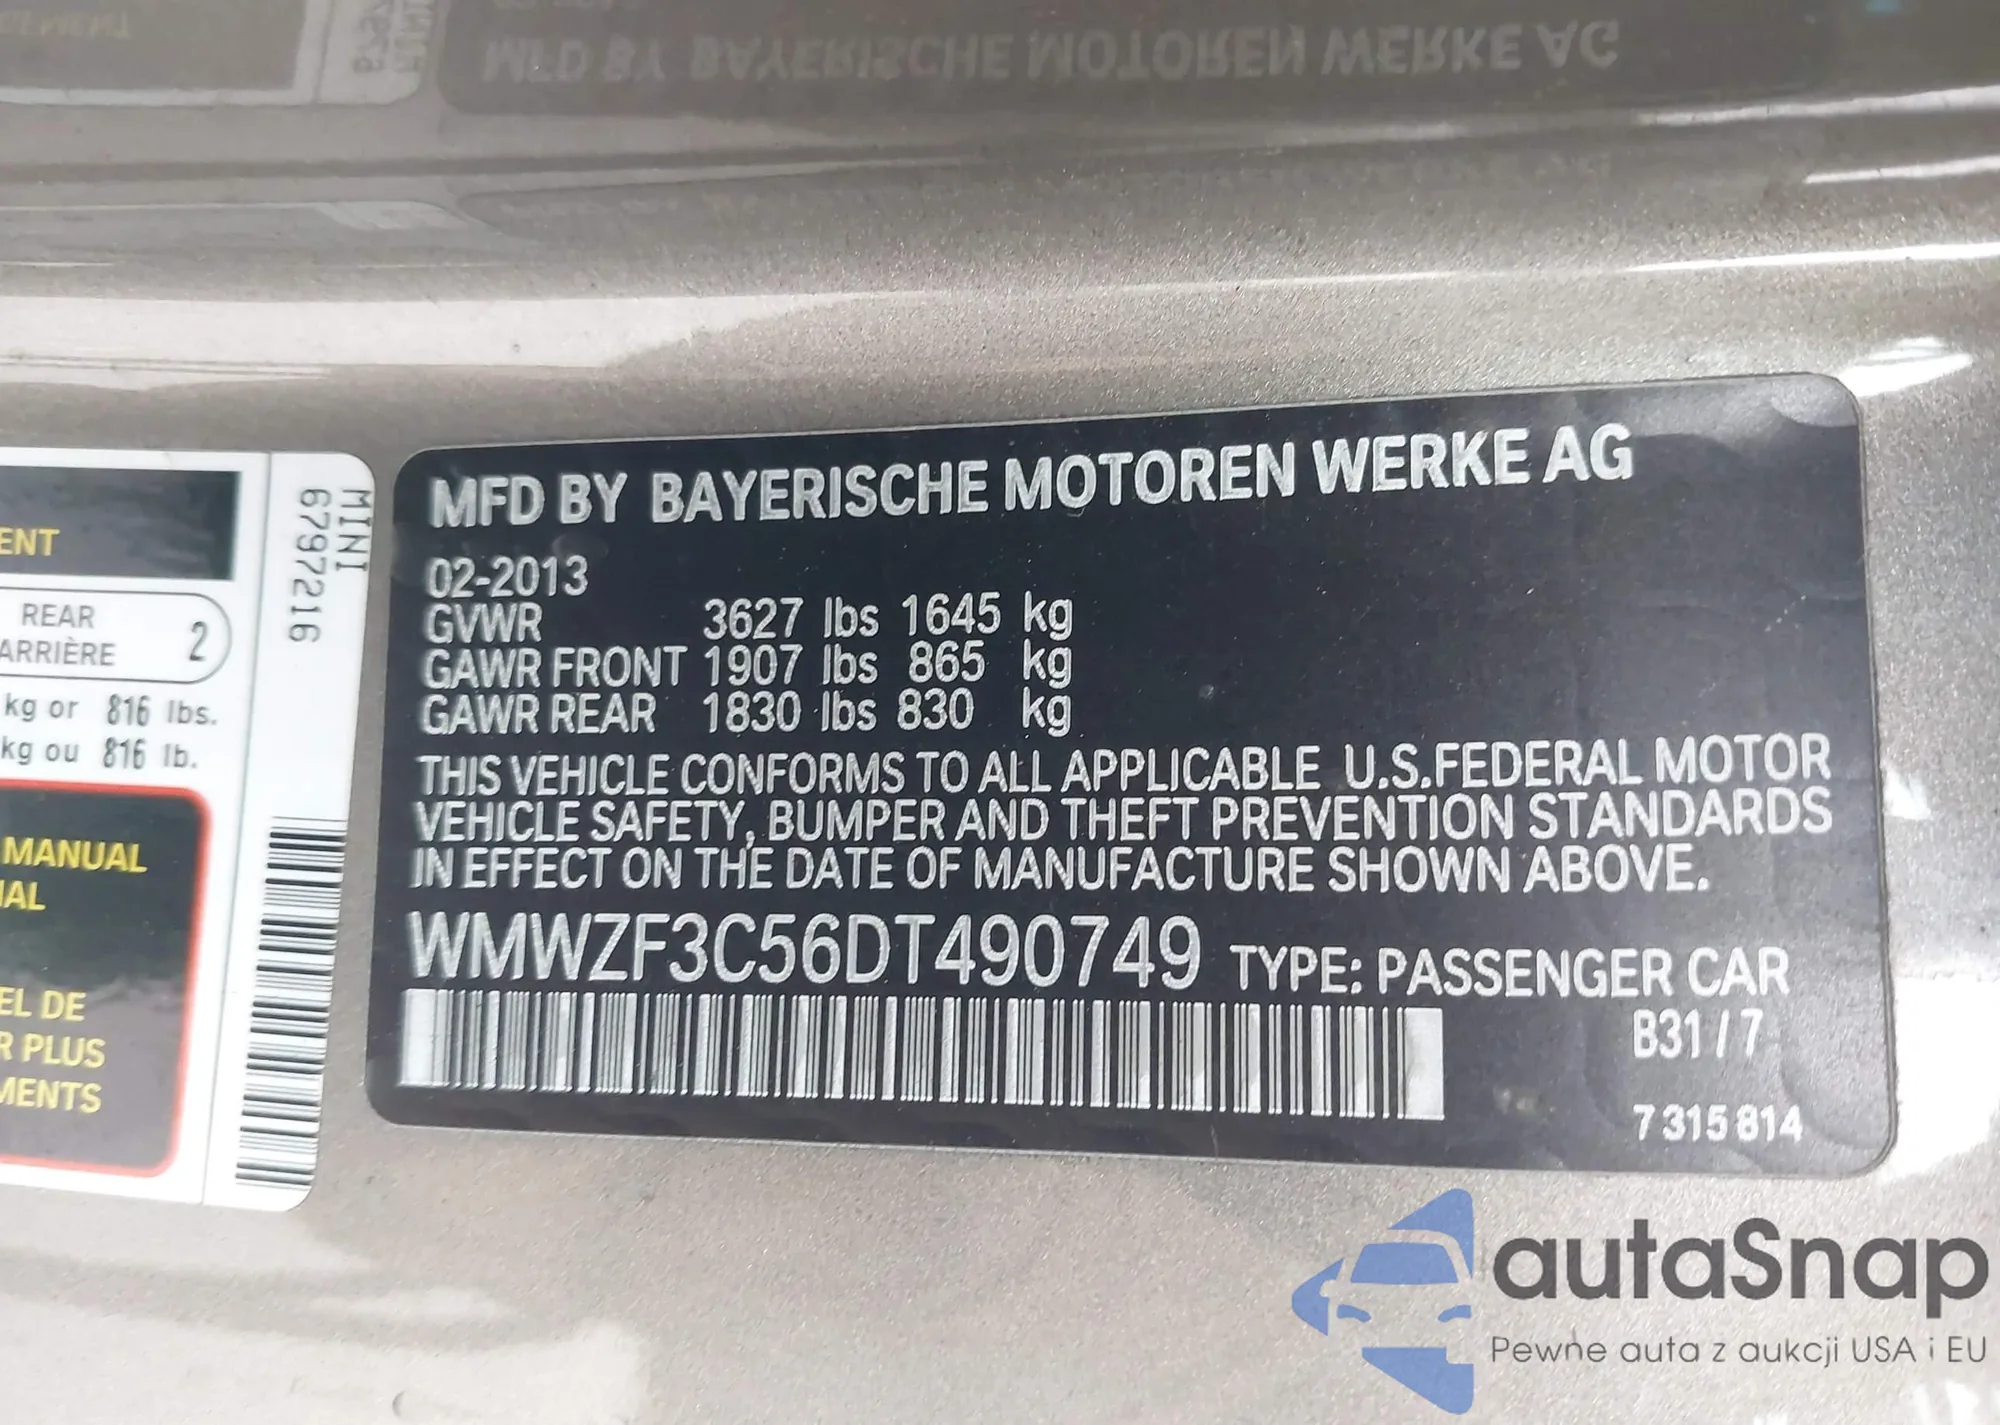 MFD BY BAYERISCHE MOTOREN WERKE AG
ENT
REAR
ARRIÈRE
2
kg or 816 lbs.
kg ou 816 lb.
MANUAL
EL DE
R PLUS
MENTS
MINI
6797216
MFD BY BAYERISCHE MOTOREN WERKE AG
02-2013
GVWR 3627 lbs 1645 kg
GAWR FRONT 1907 lbs 865 kg
GAWR REAR 1830 lbs 830 kg
THIS VEHICLE CONFORMS TO ALL APPLICABLE U.S.FEDERAL MOTOR
VEHICLE SAFETY, BUMPER AND THEFT PREVENTION STANDARDS
IN EFFECT ON THE DATE OF MANUFACTURE SHOWN ABOVE.
WMWZF3C56DT490749 TYPE: PASSENGER CAR
B31 / 7
7 315 814
autaSnap
Pewne auta z aukcji USA i EU